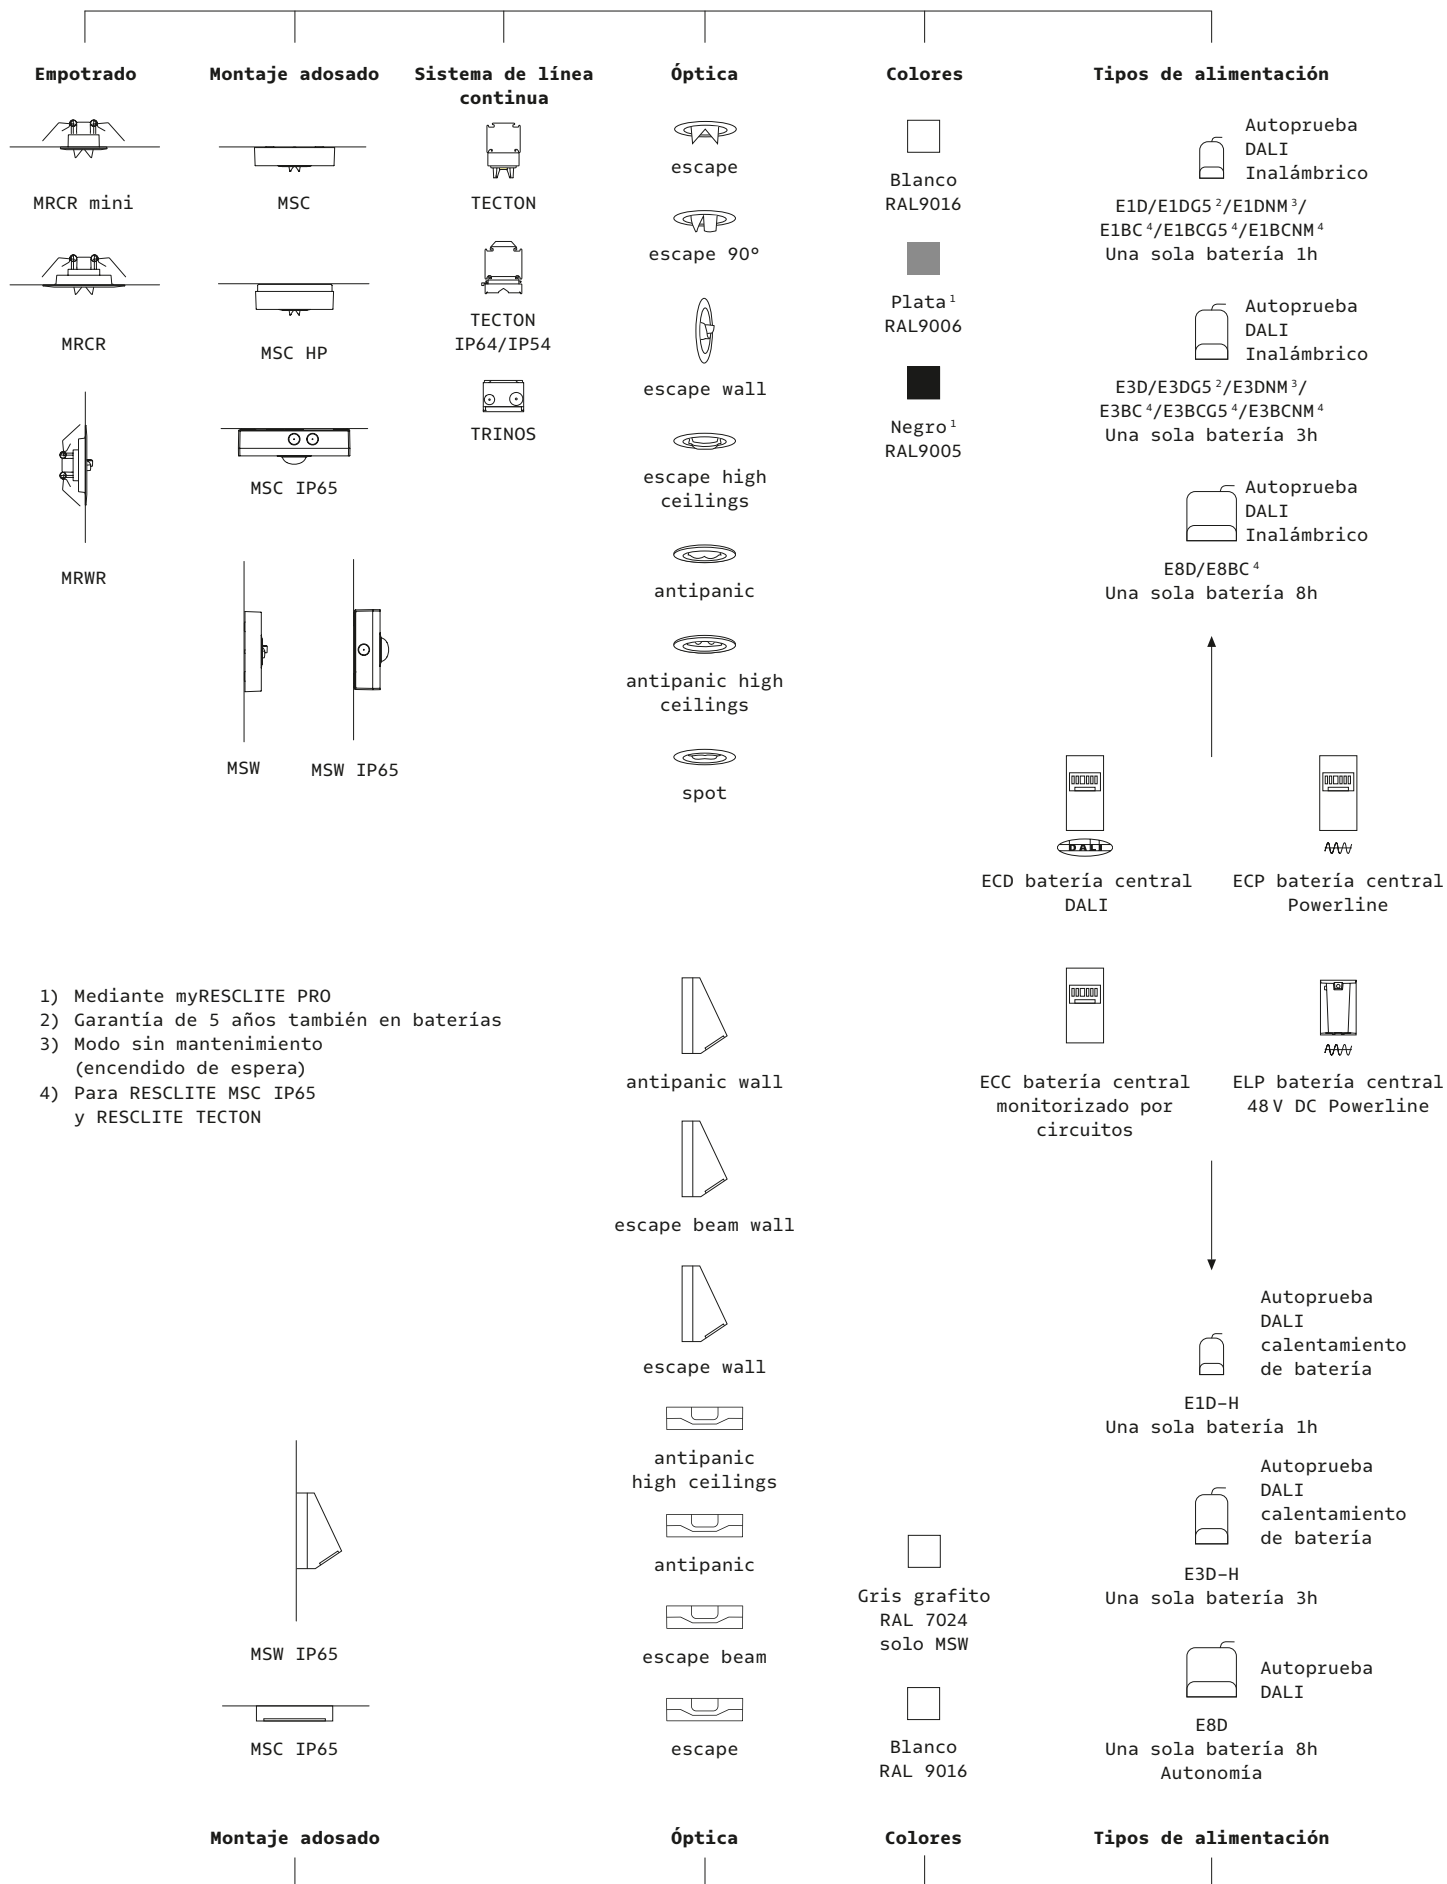 Empotrado
Montaje adosado
Sistema de línea
continua
Óptica
Colores
Tipos de alimentación
MRCR mini
MRCR
MRWR
MSC
MSC HP
MSC IP65
MSW
MSW IP65
TECTON
TECTON
IP64/IP54
TRINOS
escape
escape 90°
escape wall
escape high
ceilings
antipanic
antipanic high
ceilings
spot
Blanco
RAL9016
Plata¹
RAL9006
Negro¹
RAL9005
Autoprueba
DALI
Inalámbrico
E1D/E1DG5²/E1DNM³/
E1BC⁴/E1BCG5⁴/E1BCNM⁴
Una sola batería 1h
Autoprueba
DALI
Inalámbrico
E3D/E3DG5²/E3DNM³/
E3BC⁴/E3BCG5⁴/E3BCNM⁴
Una sola batería 3h
Autoprueba
DALI
Inalámbrico
E8D/E8BC⁴
Una sola batería 8h
DALI
ECD batería central
DALI
ECP batería central
Powerline
ECC batería central
monitorizado por
circuitos
ELP batería central
48V DC Powerline
1) Mediante myRESCLITE PRO
2) Garantía de 5 años también en baterías
3) Modo sin mantenimiento
(encendido de espera)
4) Para RESCLITE MSC IP65
y RESCLITE TECTON
antipanic wall
escape beam wall
escape wall
antipanic
high ceilings
antipanic
escape beam
escape
MSW IP65
MSC IP65
Gris grafito
RAL 7024
solo MSW
Blanco
RAL 9016
Autoprueba
DALI
calentamiento
de batería
E1D-H
Una sola batería 1h
Autoprueba
DALI
calentamiento
de batería
E3D-H
Una sola batería 3h
Autoprueba
DALI
E8D
Una sola batería 8h
Autonomía
Montaje adosado
Óptica
Colores
Tipos de alimentación